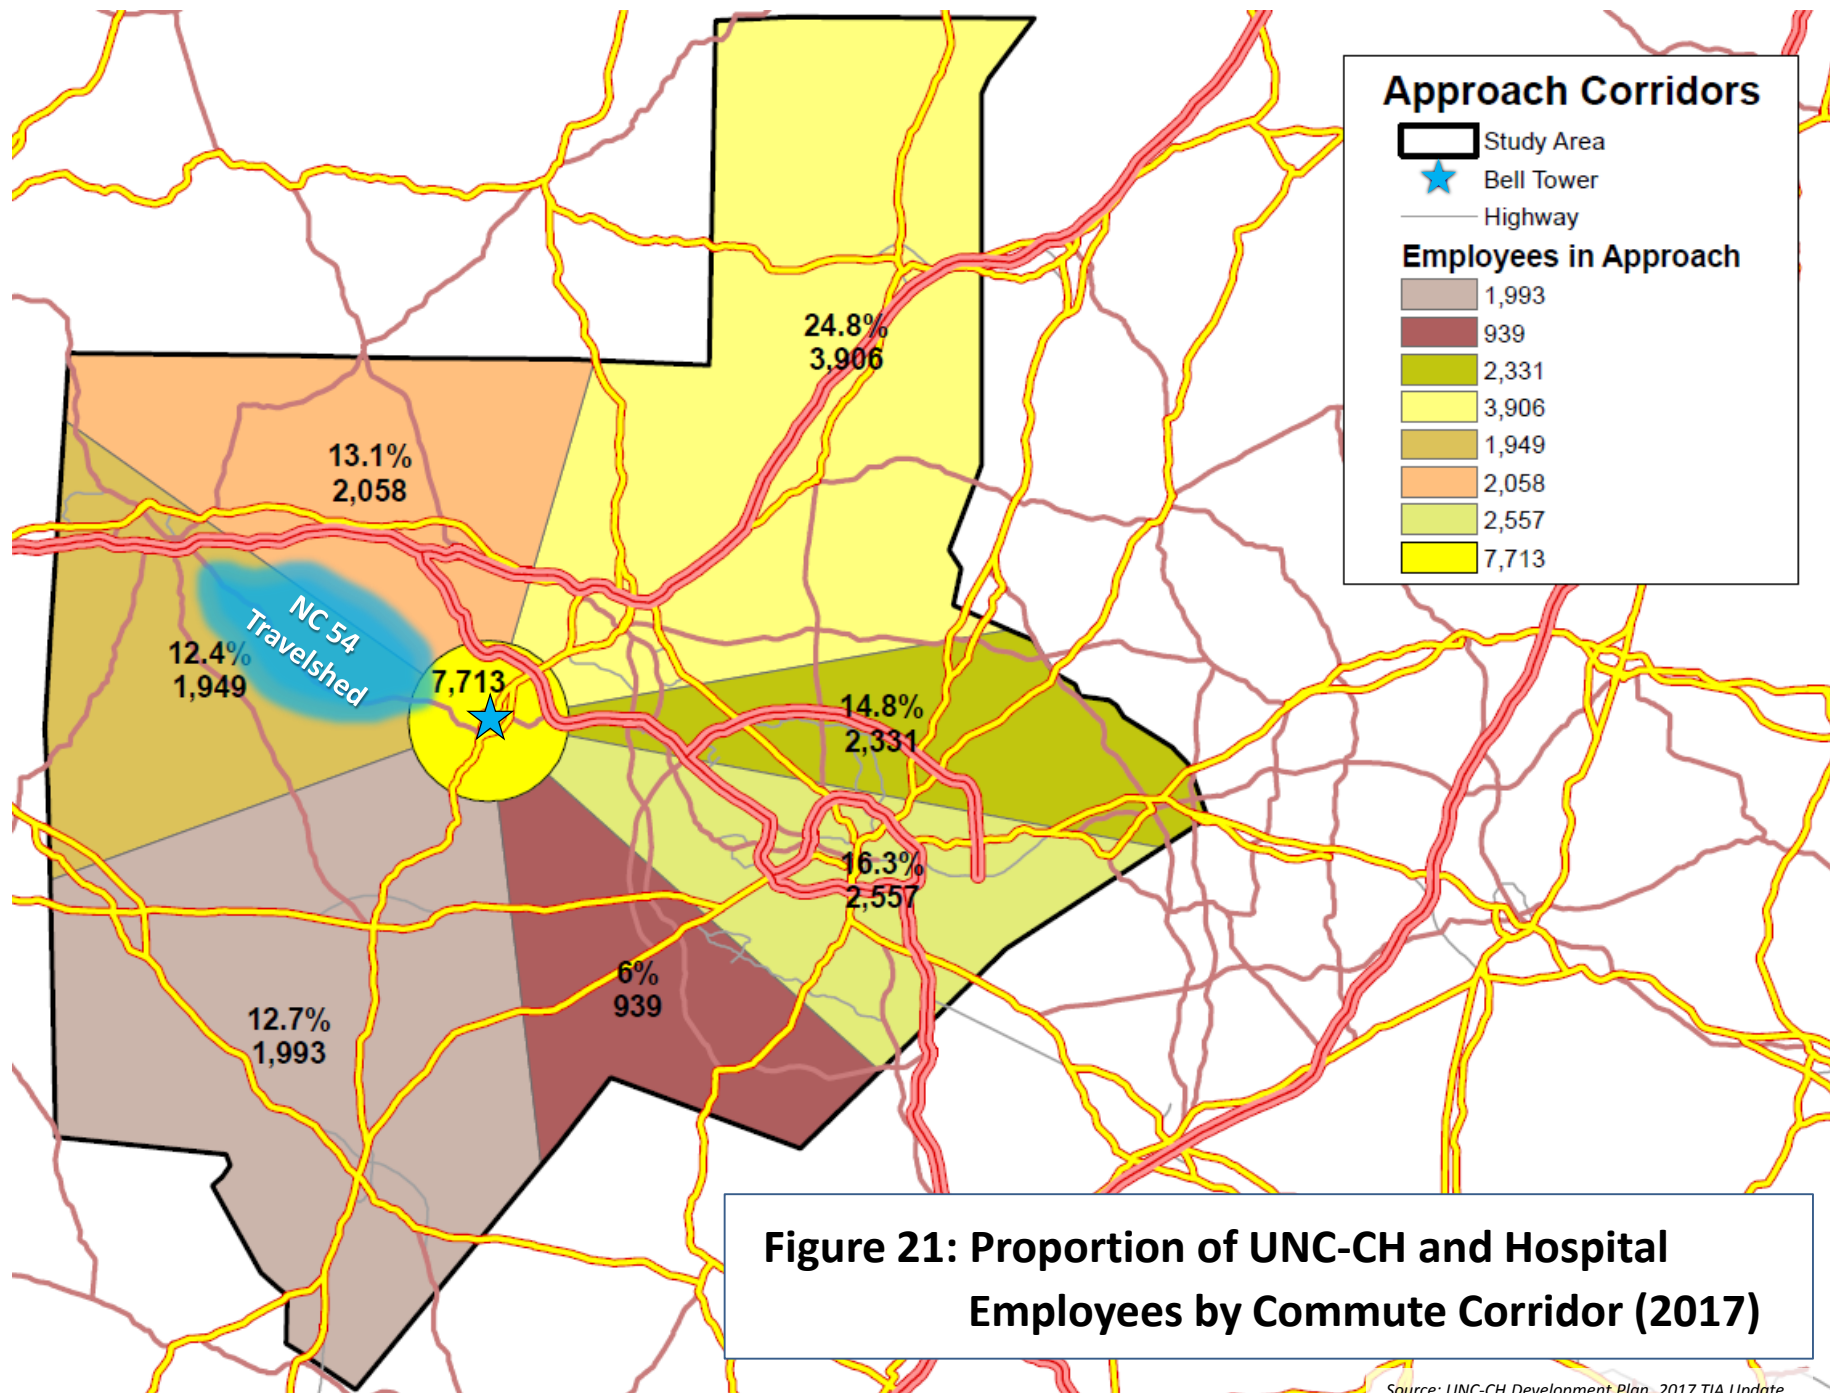 Approach Corridors
Study Area
Bell Tower
Highway
Employees in Approach
1,993
939
2,331
3,906
1,949
2,058
2,557
7,713
24.8%
3,906
13.1%
2,058
NC 54
Travelshed
12.4%
1,949
7,713
14.8%
2,331
16.3%
2,557
6%
939
12.7%
1,993
Figure 21: Proportion of UNC-CH and Hospital
Employees by Commute Corridor (2017)
Source: UNC-CH Development Plan, 2017 TIA Update